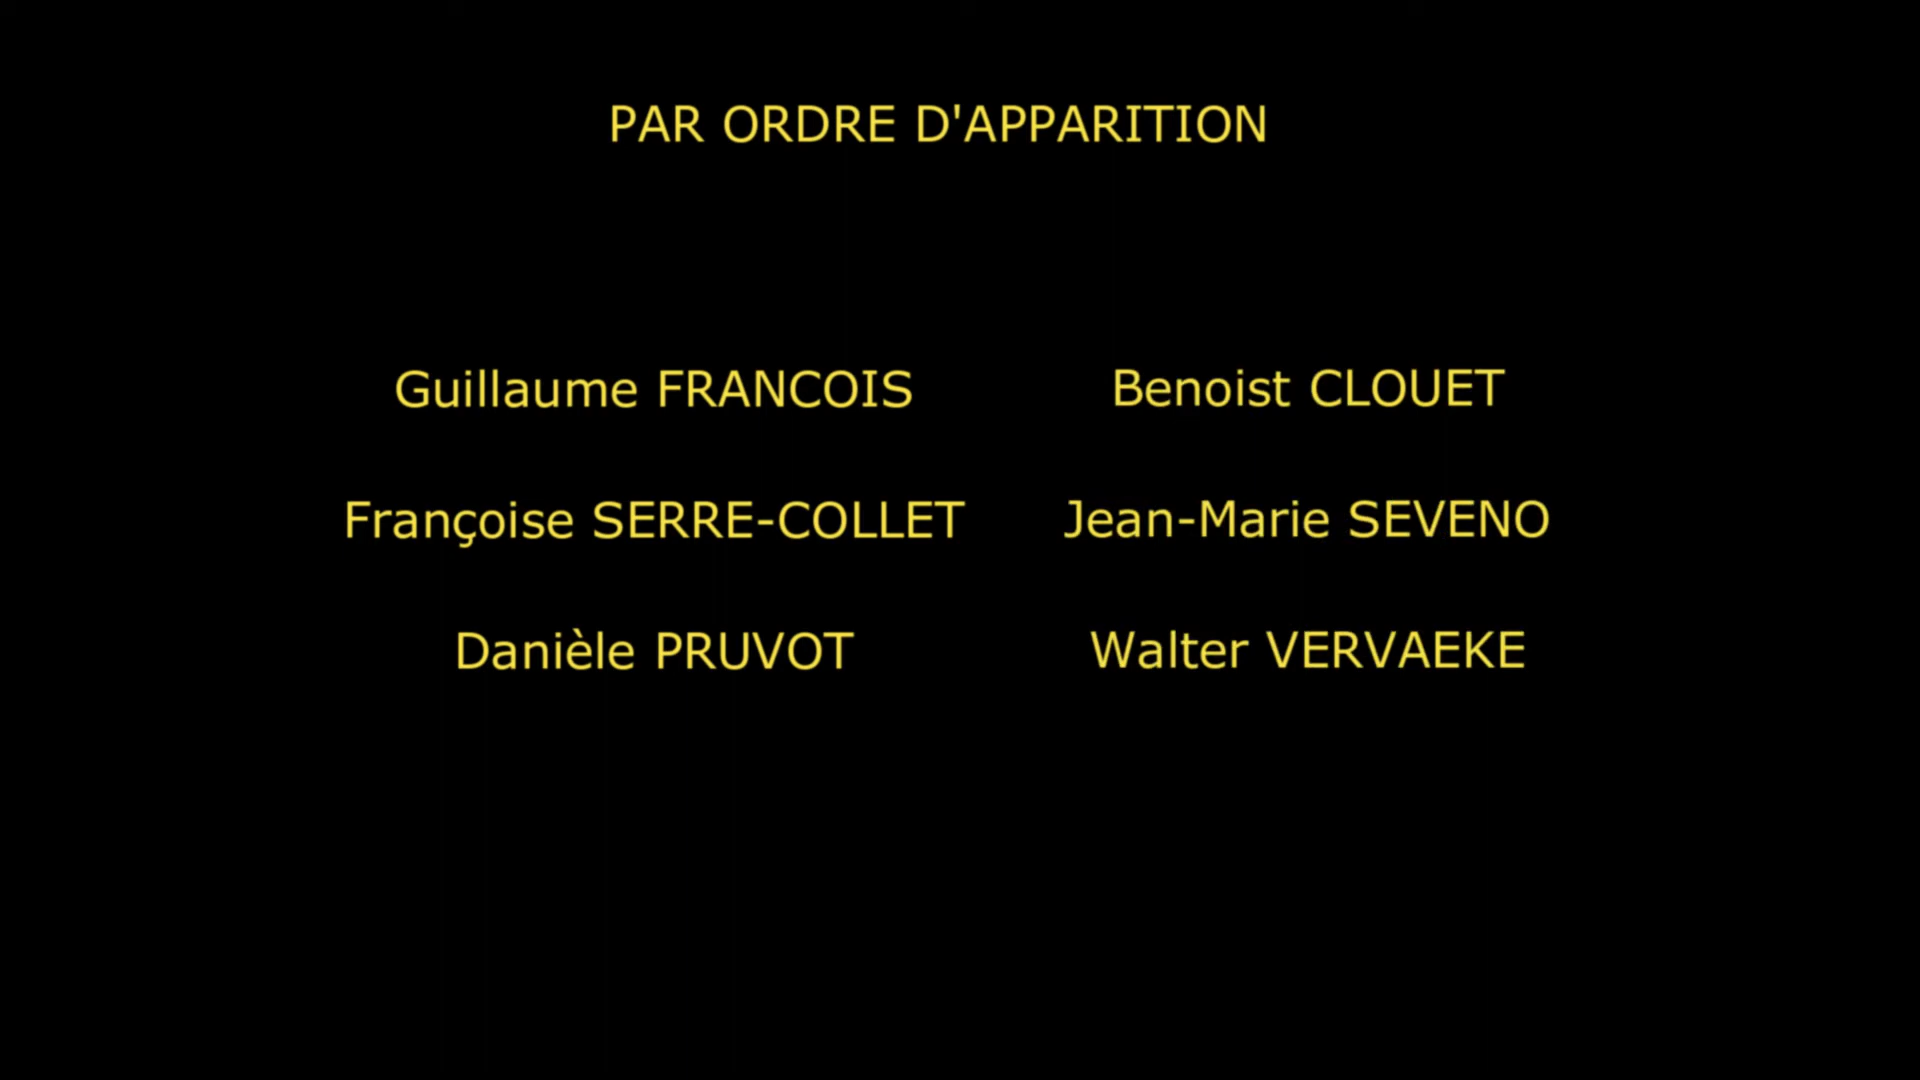 PAR ORDRE D'APPARITION
Guillaume FRANCOIS
Benoist CLOUET
Françoise SERRE-COLLET
Jean-Marie SEVENO
Danièle PRUVOT
Walter VERVAEKE